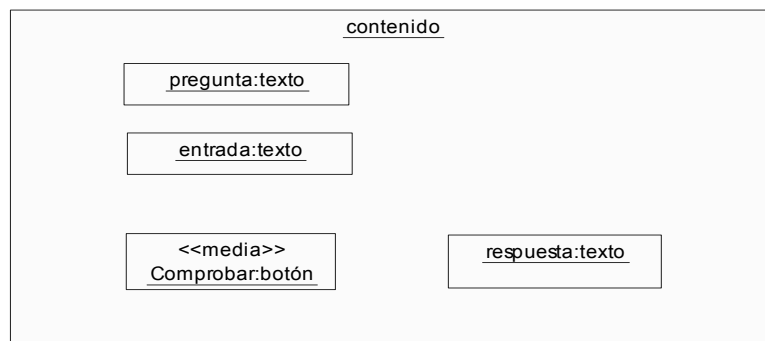 contenido
pregunta:texto
entrada:texto
<<media>>
Comprobar:botón
respuesta:texto